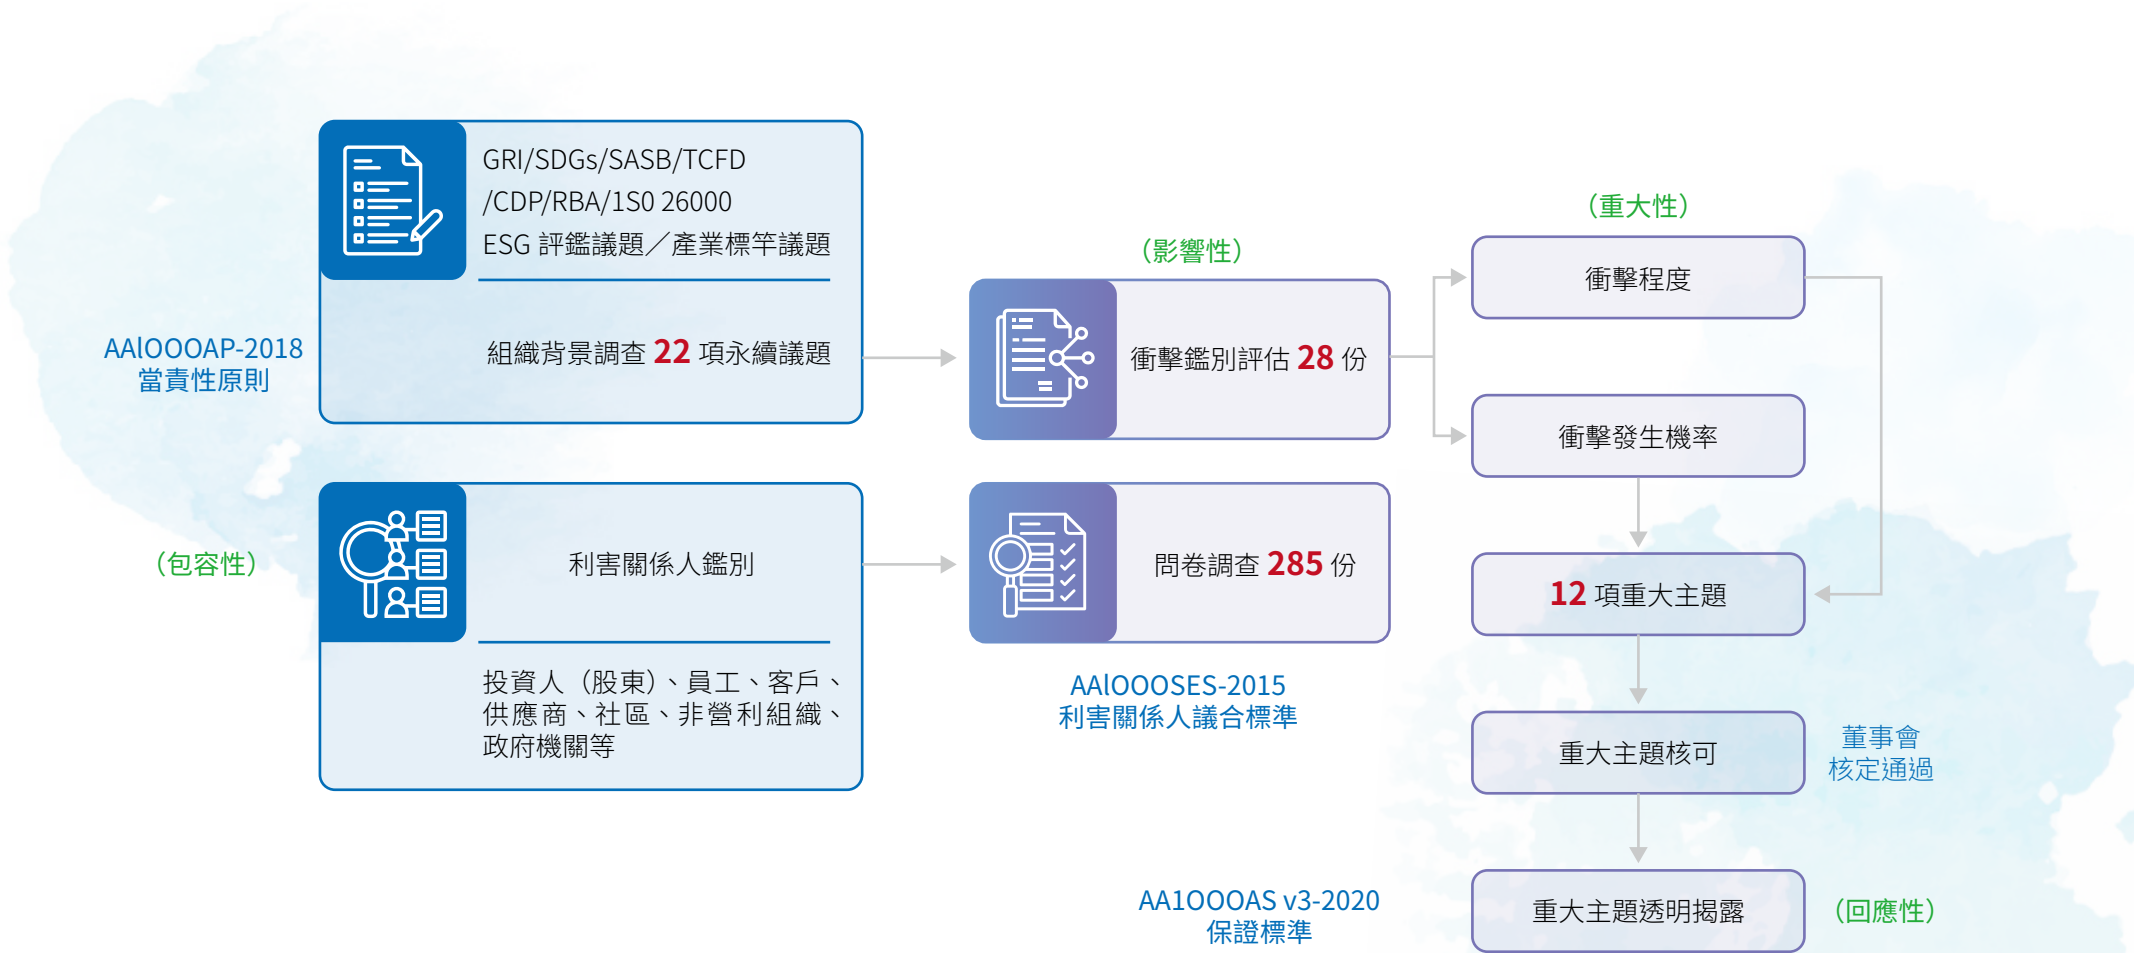 GRI/SDGs/SASB/TCFD
/CDP/RBA/1S0 26000
ESG 評鑑議題／產業標竿議題
組織背景調查 22 項永續議題
AAlOOOAP-2018
當責性原則
（包容性）
利害關係人鑑別
投資人（股東）、員工、客戶、
供應商、社區、非營利組織、
政府機關等
（影響性）
衝擊鑑別評估 28 份
問卷調查 285 份
AAlOOOSES-2015
利害關係人議合標準
（重大性）
衝擊程度
衝擊發生機率
12 項重大主題
重大主題核可
董事會
核定通過
AA1OOOAS v3-2020
保證標準
重大主題透明揭露
（回應性）